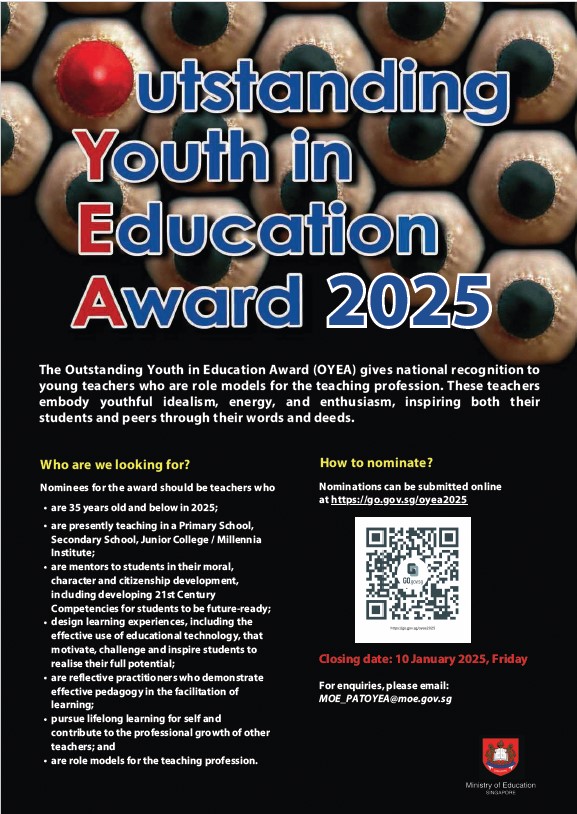 Outstanding
Youth in
Education
Award 2025
The Outstanding Youth in Education Award (OYEA) gives national recognition to
young teachers who are role models for the teaching profession. These teachers
embody youthful idealism, energy, and enthusiasm, inspiring both their
students and peers through their words and deeds.
Who are we looking for?
Nominees for the award should be teachers who
• are 35 years old and below in 2025;
• are presently teaching in a Primary School,
Secondary School, Junior College / Millennia
Institute;
• are mentors to students in their moral,
character and citizenship development,
including developing 21st Century
Competencies for students to be future-ready;
• design learning experiences, including the
effective use of educational technology, that
motivate, challenge and inspire students to
realise their full potential;
• are reflective practitioners who demonstrate
effective pedagogy in the facilitation of
learning;
• pursue lifelong learning for self and
contribute to the professional growth of other
teachers; and
• are role models for the teaching profession.
How to nominate?
Nominations can be submitted online
at https://go.gov.sg/oyea2025
GO.gov.sg
Closing date: 10 January 2025, Friday
For enquiries, please email:
MOE_PATOYEA@moe.gov.sg
Ministry of Education
SINGAPORE